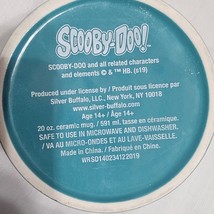 SCOOBY-DOO!
SCOOBY-DOO and all related characters
and elements © & ™ HB. (s19)
Produced under license by / Produit sous licence par
Silver Buffalo, LLC., New York, NY 10018
www.silver-buffalo.com
Age 14+ / Âge 14+
20 oz. ceramic mug. / 591 ml. tasse en céramique.
SAFE TO USE IN MICROWAVE AND DISHWASHER.
/ VA AU MICRO-ONDES ET AU LAVE-VAISSELLE.
Made in China. / Fabriqué en Chine.
WRSD140234122019